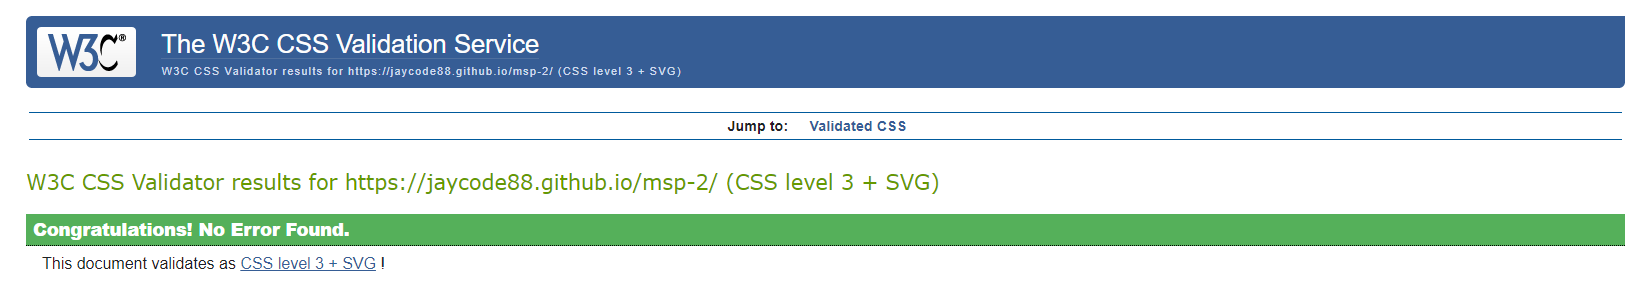 W3C®
The W3C CSS Validation Service
W3C CSS Validator results for https://jaycode88.github.io/msp-2/ (CSS level 3 + SVG)
Jump to: Validated CSS
W3C CSS Validator results for https://jaycode88.github.io/msp-2/ (CSS level 3 + SVG)
Congratulations! No Error Found.
This document validates as CSS level 3 + SVG !